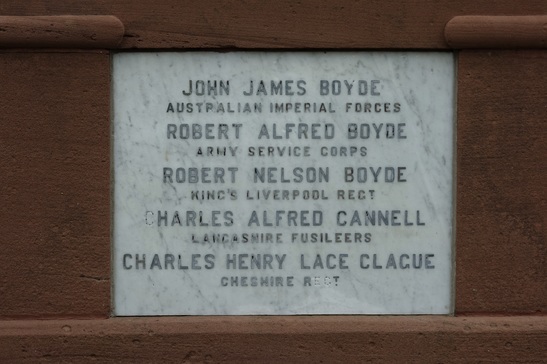 JOHN JAMES BOYDE
AUSTRALIAN IMPERIAL FORCES
ROBERT ALFRED BOYDE
ARMY SERVICE CORPS
ROBERT NELSON BOYDE
KING'S LIVERPOOL REGT
CHARLES ALFRED CANNELL
LANCASHIRE FUSILEERS
CHARLES HENRY LACE CLAGUE
CHESHIRE REGT